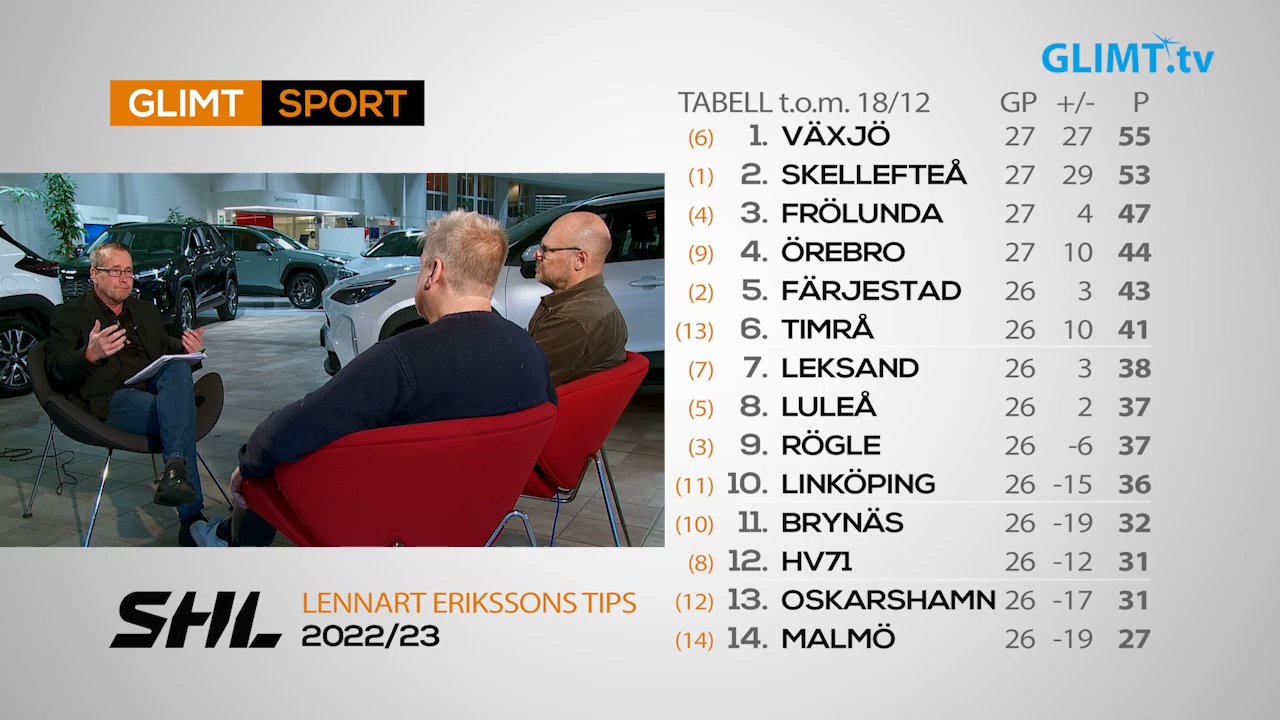 GLIMT.tv
GLIMT SPORT
TABELL t.o.m. 18/12 GP +/- P
(6) 1. VÄXJÖ 27 27 55
(1) 2. SKELLEFTEÅ 27 29 53
(4) 3. FRÖLUNDA 27 4 47
(9) 4. ÖREBRO 27 10 44
(2) 5. FÄRJESTAD 26 3 43
(13) 6. TIMRÅ 26 10 41
(7) 7. LEKSAND 26 3 38
(5) 8. LULEÅ 26 2 37
(3) 9. RÖGLE 26 -6 37
(11) 10. LINKÖPING 26 -15 36
(10) 11. BRYNÄS 26 -19 32
(8) 12. HV71 26 -12 31
(12) 13. OSKARSHAMN 26 -17 31
(14) 14. MALMÖ 26 -19 27
SHL
LENNART ERIKSSONS TIPS
2022/23